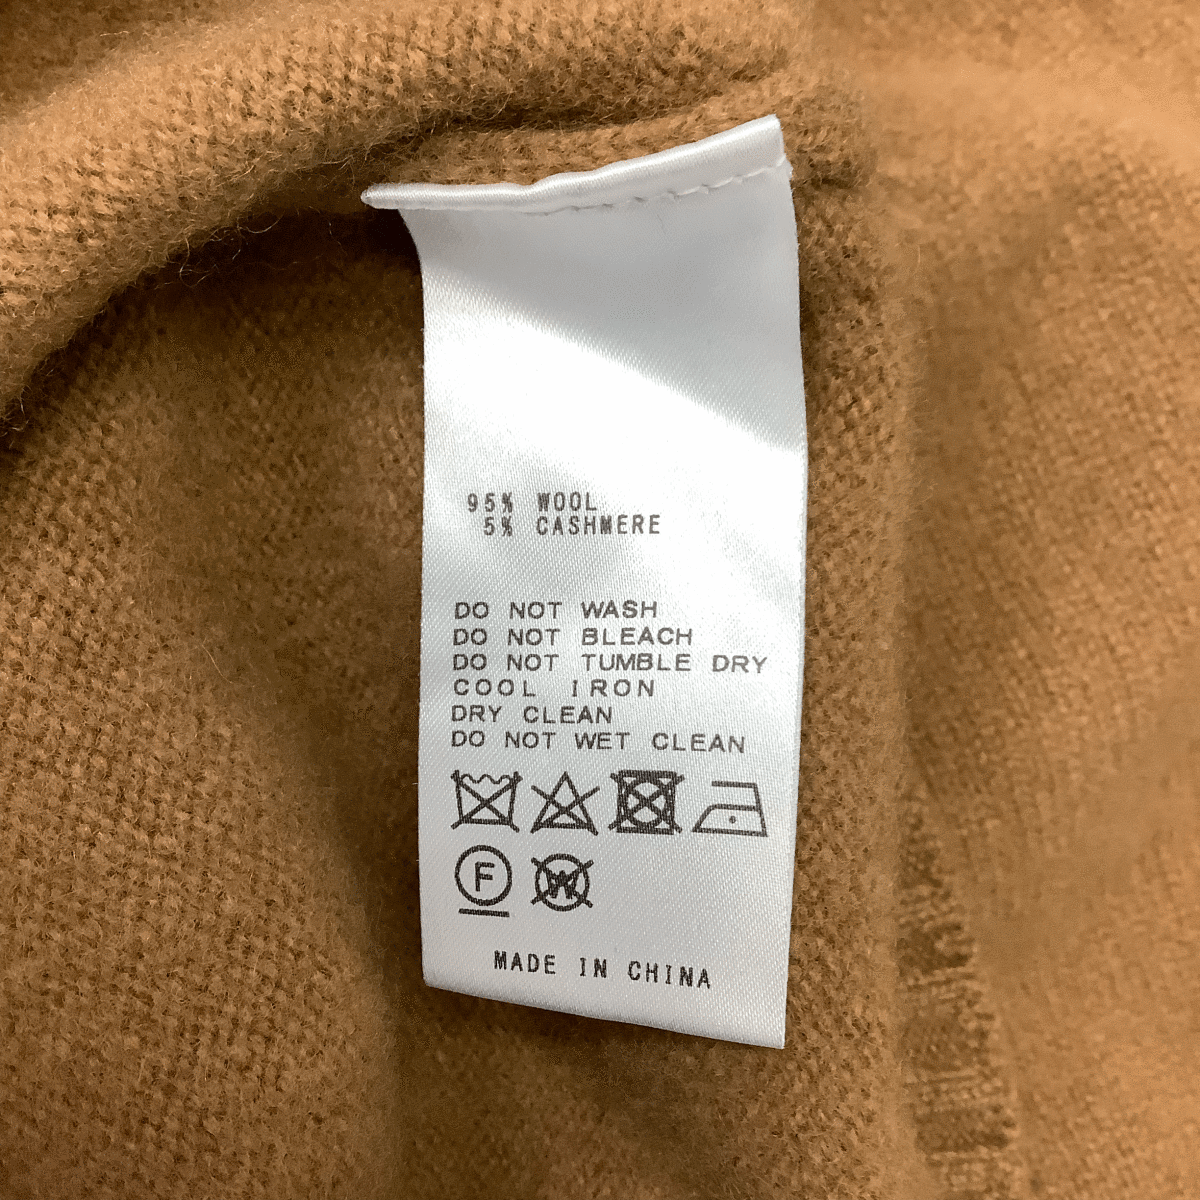 95% WOOL
5% CASHMERE
DO NOT WASH
DO NOT BLEACH
DO NOT TUMBLE DRY
COOL IRON
DRY CLEAN
DO NOT WET CLEAN
F W
MADE IN CHINA